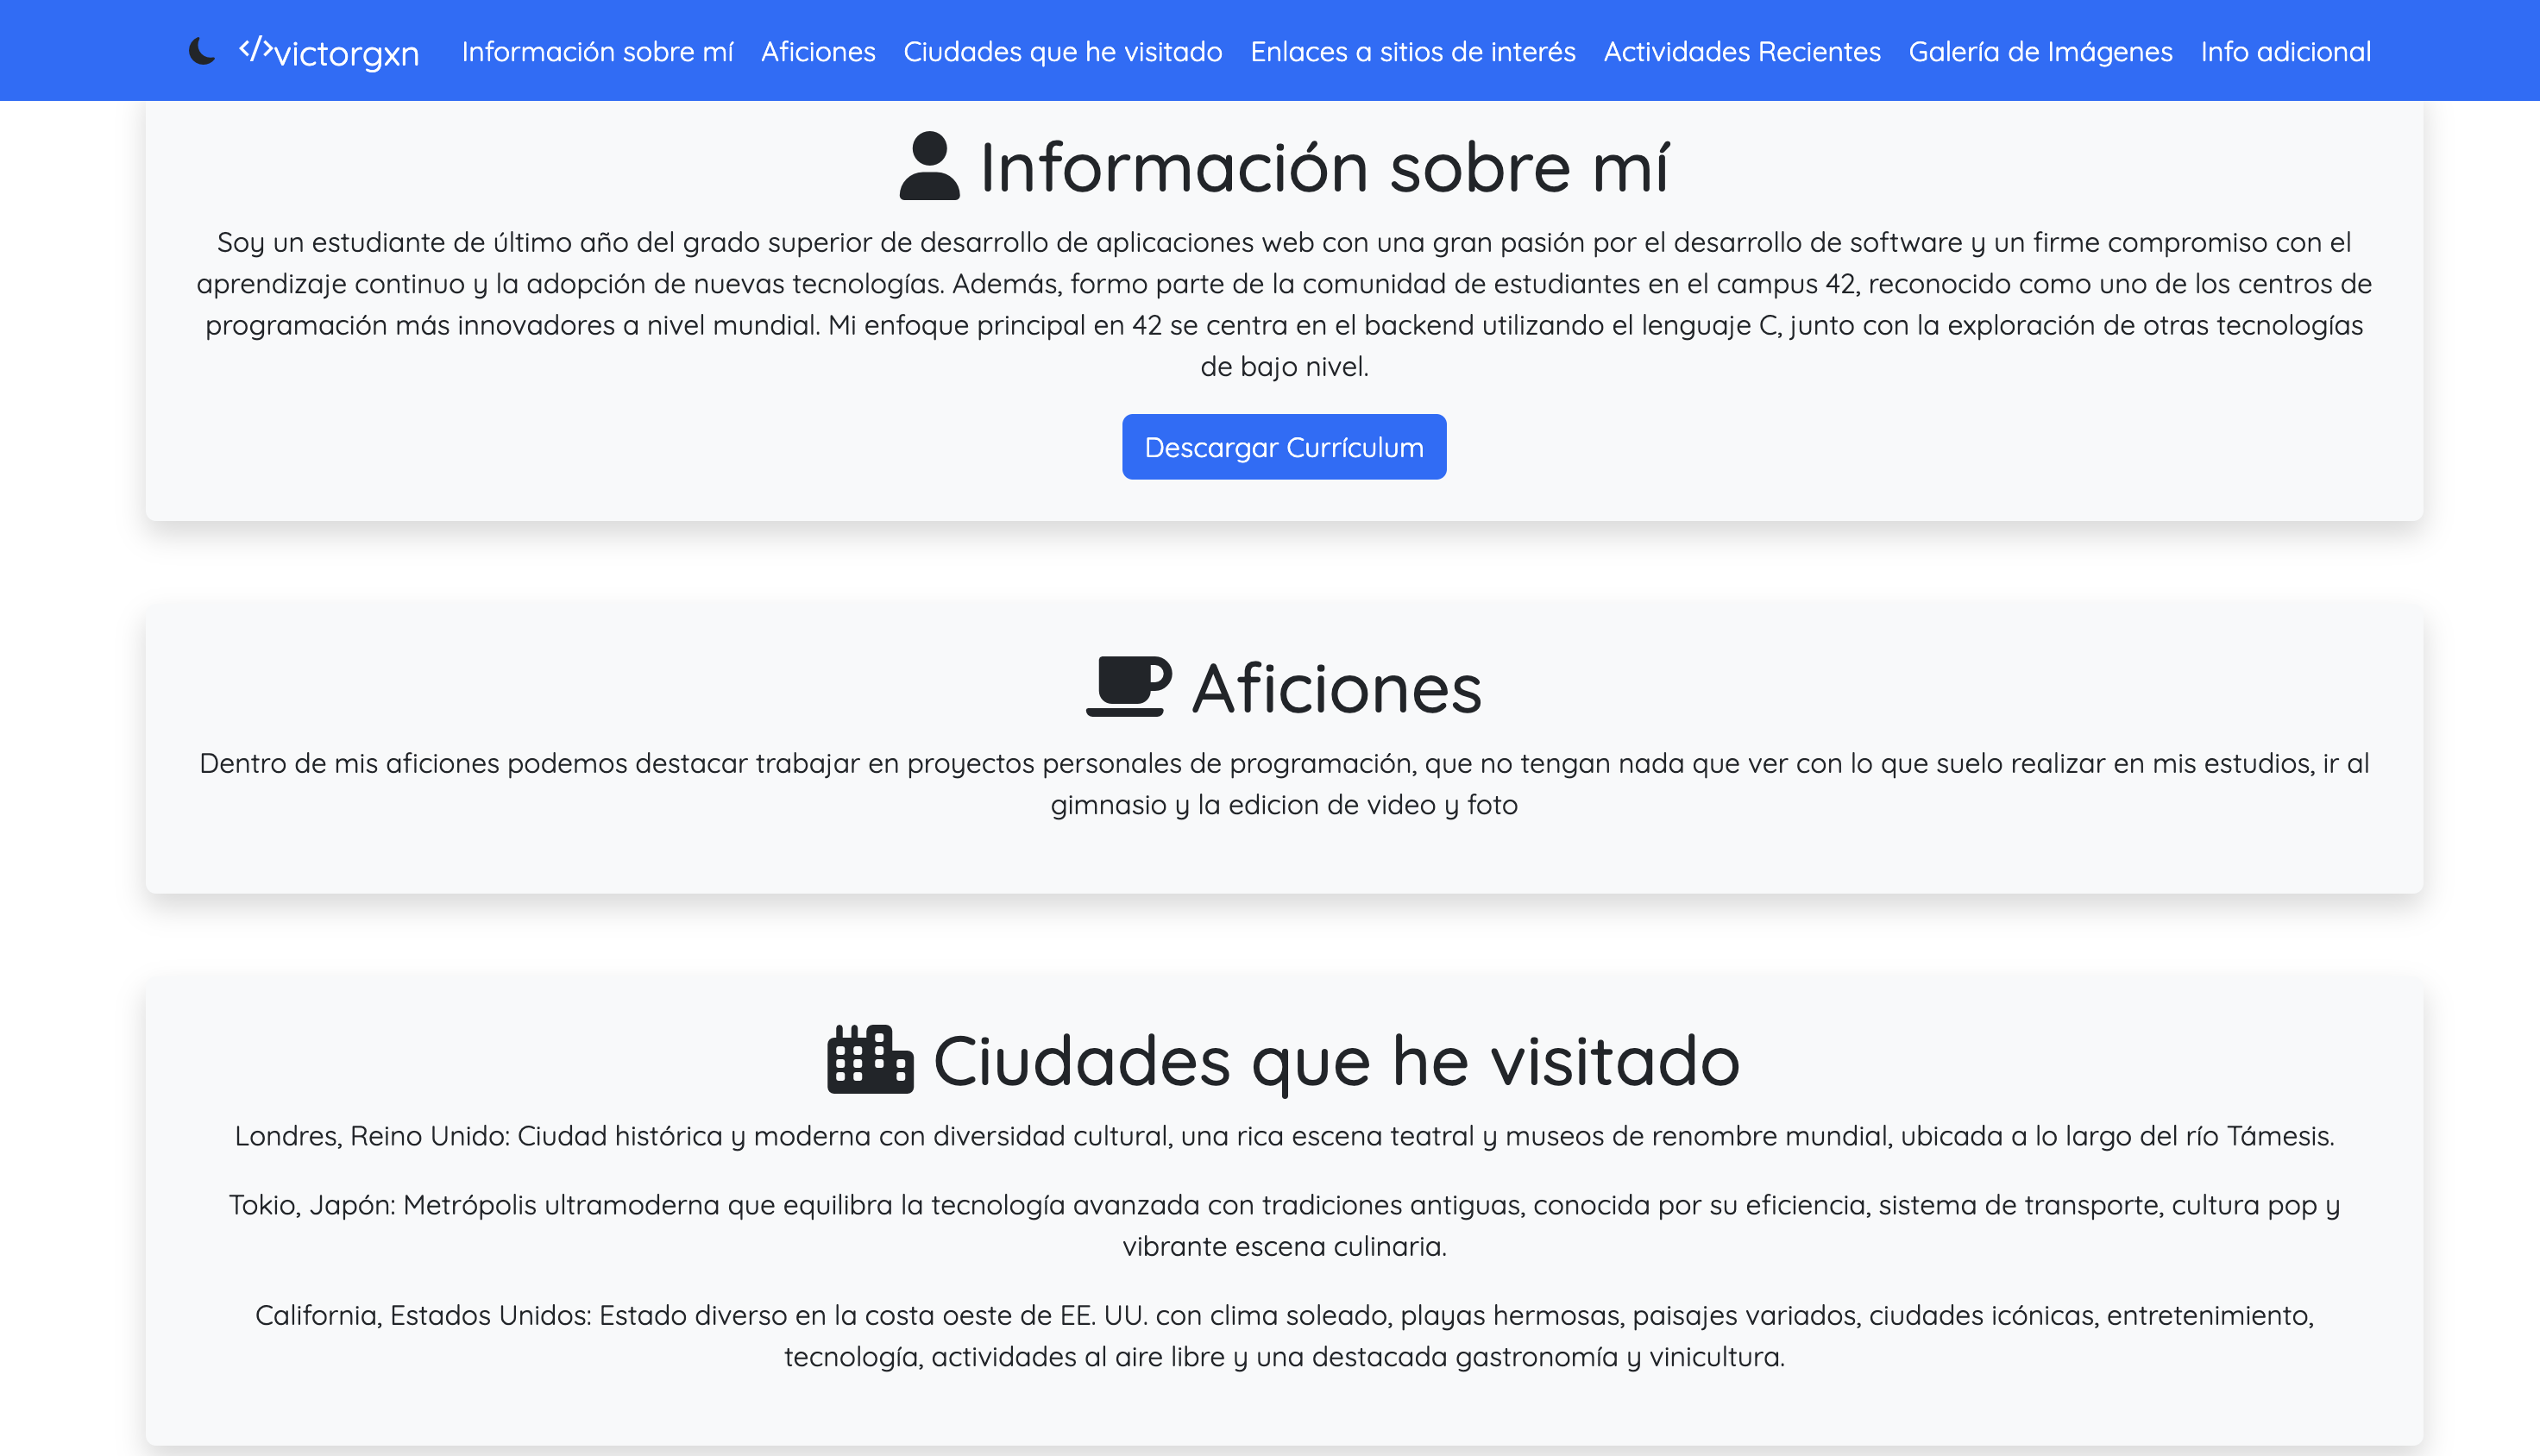 </>victorgxn Información sobre mí Aficiones Ciudades que he visitado Enlaces a sitios de interés Actividades Recientes Galería de Imágenes Info adicional
Información sobre mí
Soy un estudiante de último año del grado superior de desarrollo de aplicaciones web con una gran pasión por el desarrollo de software y un firme compromiso con el
aprendizaje continuo y la adopción de nuevas tecnologías. Además, formo parte de la comunidad de estudiantes en el campus 42, reconocido como uno de los centros de
programación más innovadores a nivel mundial. Mi enfoque principal en 42 se centra en el backend utilizando el lenguaje C, junto con la exploración de otras tecnologías
de bajo nivel.
Descargar Currículum
Aficiones
Dentro de mis aficiones podemos destacar trabajar en proyectos personales de programación, que no tengan nada que ver con lo que suelo realizar en mis estudios, ir al
gimnasio y la edicion de video y foto
Ciudades que he visitado
Londres, Reino Unido: Ciudad histórica y moderna con diversidad cultural, una rica escena teatral y museos de renombre mundial, ubicada a lo largo del río Támesis.
Tokio, Japón: Metrópolis ultramoderna que equilibra la tecnología avanzada con tradiciones antiguas, conocida por su eficiencia, sistema de transporte, cultura pop y
vibrante escena culinaria.
California, Estados Unidos: Estado diverso en la costa oeste de EE. UU. con clima soleado, playas hermosas, paisajes variados, ciudades icónicas, entretenimiento,
tecnología, actividades al aire libre y una destacada gastronomía y vinicultura.